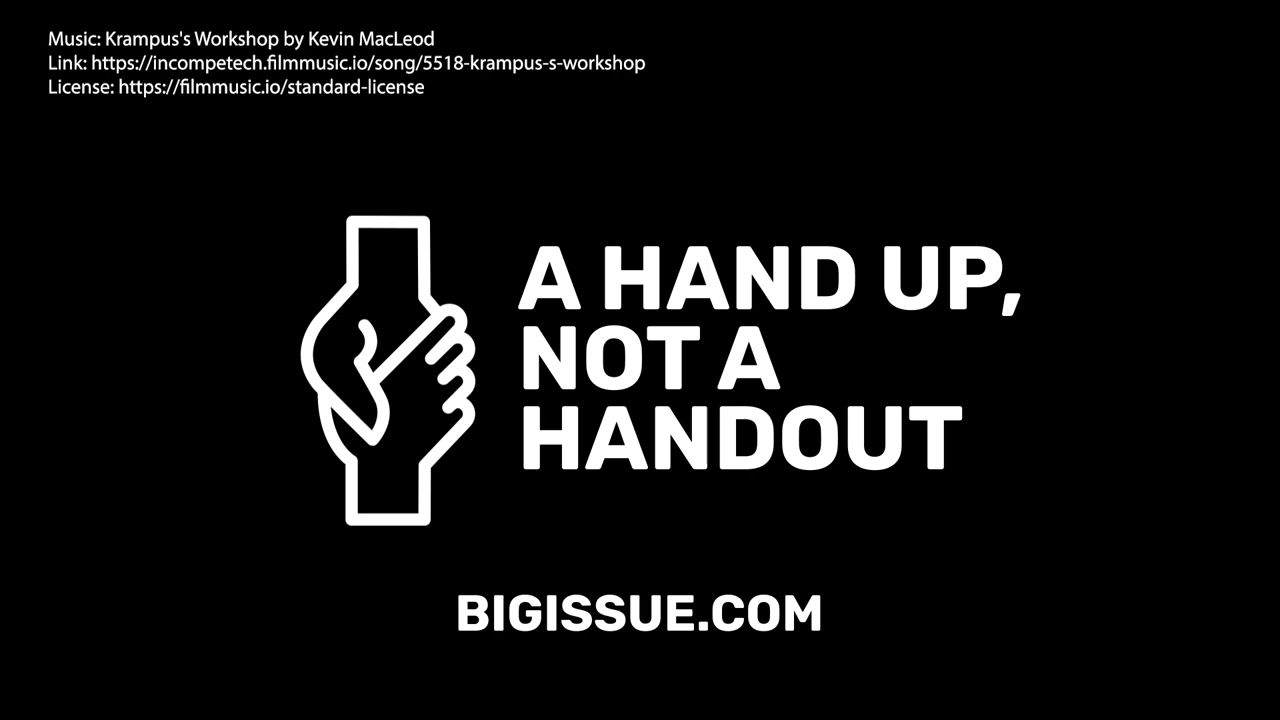 Music: Krampus's Workshop by Kevin MacLeod
Link: https://incompetech.filmmusic.io/song/5518-krampus-s-workshop
License: https://filmmusic.io/standard-license
A HAND UP,
NOT A
HANDOUT
BIGISSUE.COM